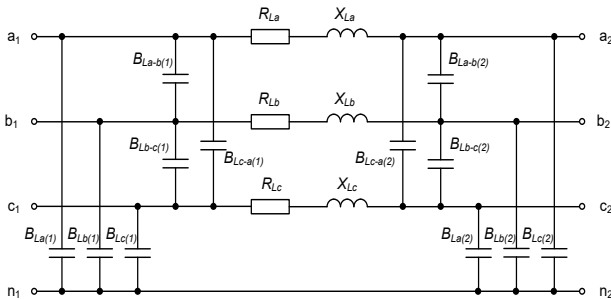 R_La X_La
a1 a2
B_La-b(1) B_La-b(2)
R_Lb X_Lb
b1 b2
B_Lb-c(1) B_Lc-a(1) B_Lc-a(2) B_Lb-c(2)
R_Lc X_Lc
c1 c2
B_La(1) B_Lb(1) B_Lc(1) B_La(2) B_Lb(2) B_Lc(2)
n1 n2